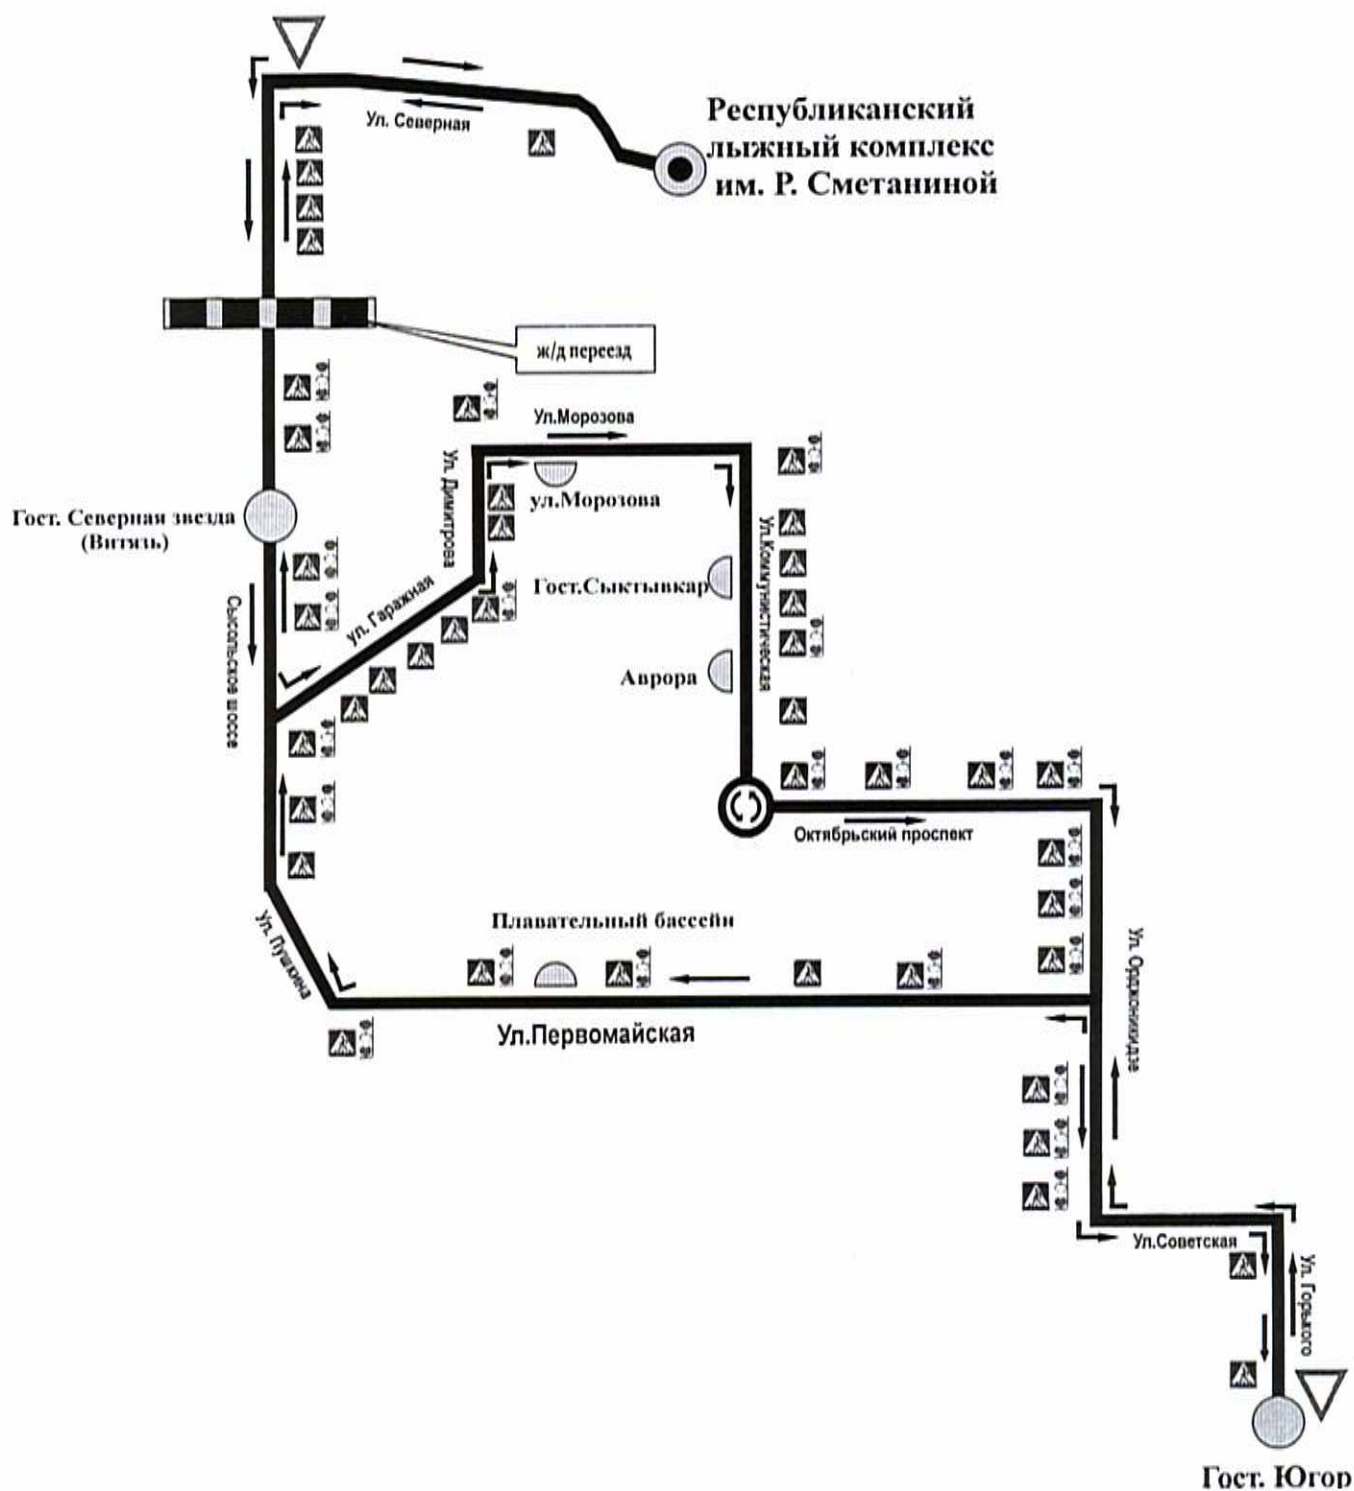 Ул. Северная
Республиканский
лыжный комплекс
им. Р. Сметаниной
ж/д переезд
Ул.Морозова
Ул. Димитрова
ул.Морозова
Гост. Северная звезда
(Витязь)
Ул.Коммунистическая
Гост.Сыктывкар
ул. Гаражная
Сысольское шоссе
Аврора
Октябрьский проспект
Плавательный бассейн
Ул. Пушкина
Ул. Орджоникидзе
Ул.Первомайская
Ул.Советская
Ул. Горького
Гост. Югор